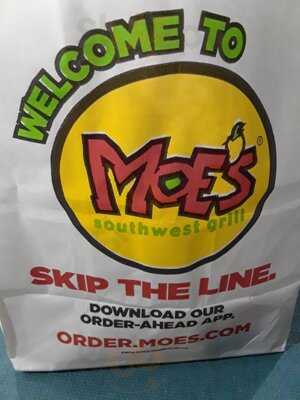 WELCOME TO
MOE'S
®
southwest grill
SKIP THE LINE.
DOWNLOAD OUR
ORDER-AHEAD APP.
ORDER.MOES.COM